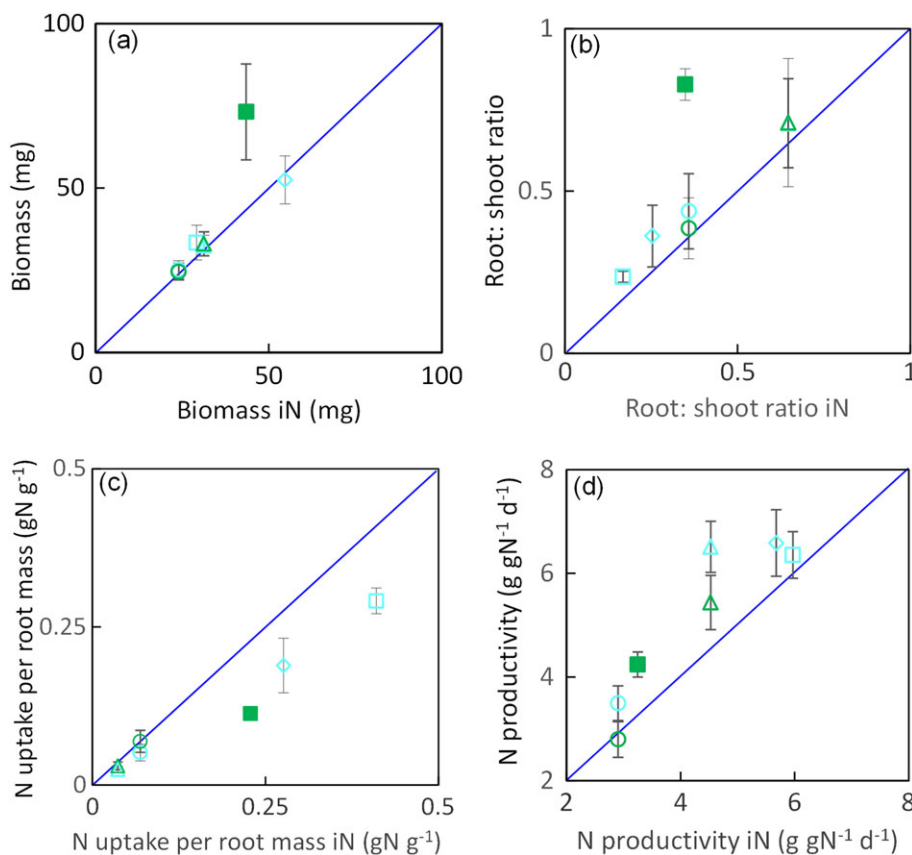 (a)
Biomass (mg)
100
50
0
0 50 100
Biomass iN (mg)
(b)
Root: shoot ratio
1
0.5
0
0 0.5 1
Root: shoot ratio iN
(c)
N uptake per root mass (gN g⁻¹)
0.5
0.25
0
0 0.25 0.5
N uptake per root mass iN (gN g⁻¹)
(d)
N productivity (g gN⁻¹ d⁻¹)
8
6
4
2
2 4 6 8
N productivity iN (g gN⁻¹ d⁻¹)